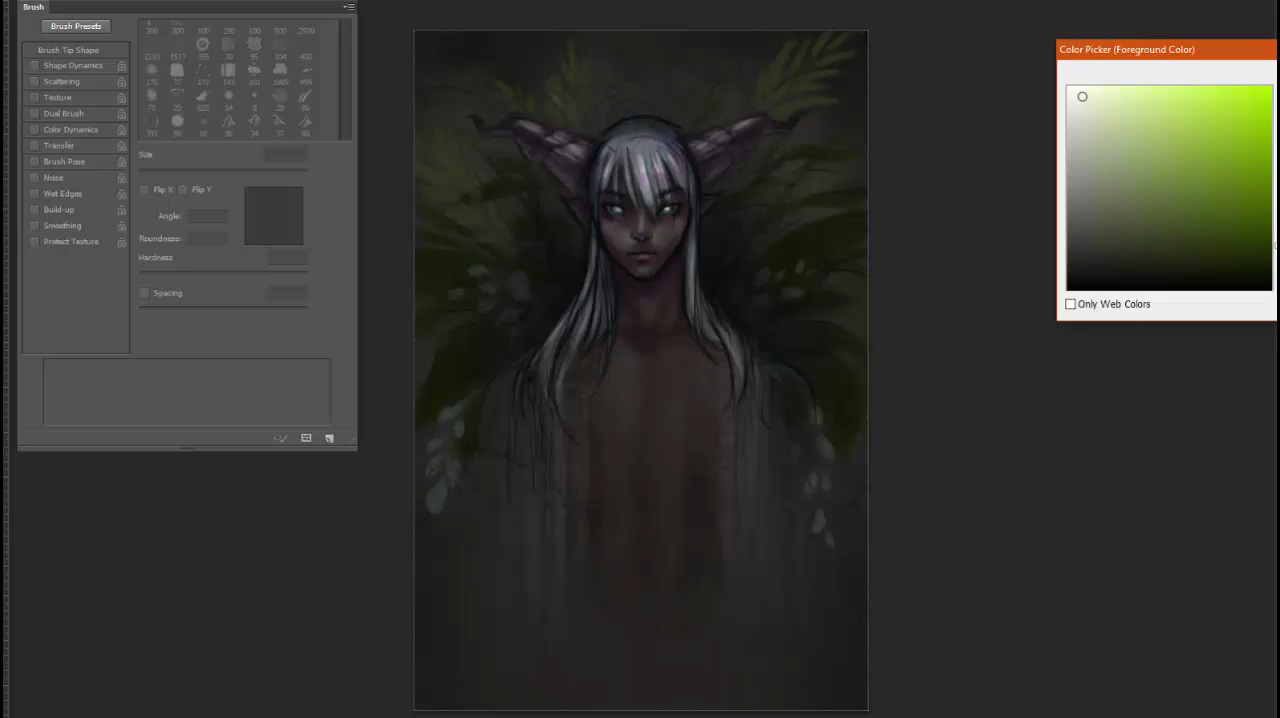 Brush
Brush Presets
Brush Tip Shape
Shape Dynamics
Scattering
Texture
Dual Brush
Color Dynamics
Transfer
Brush Pose
Noise
Wet Edges
Build-up
Smoothing
Protect Texture
Size
Flip X Flip Y
Angle:
Roundness:
Hardness
Spacing
Color Picker (Foreground Color)
Only Web Colors